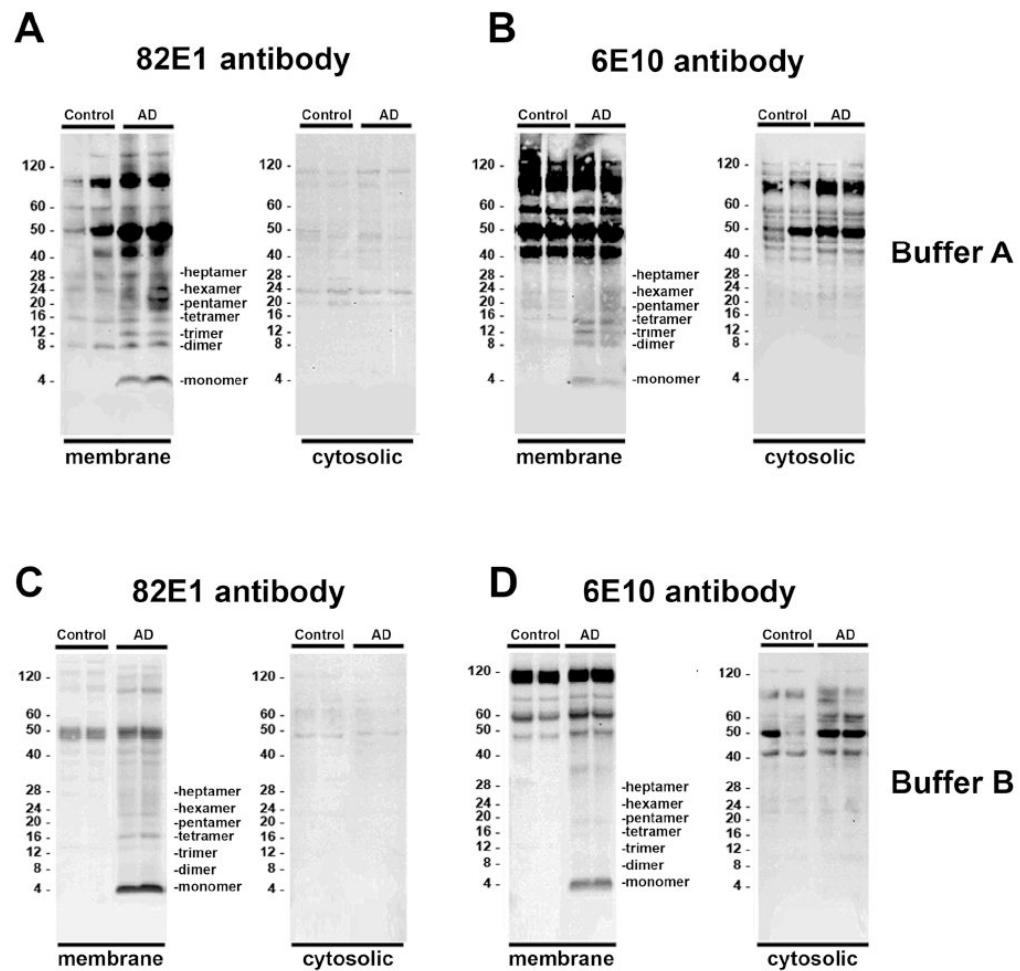 A
82E1 antibody
Control AD
120 -
60 -
50 -
40 -
28 -
24 -
20 -
16 -
12 -
8 -
4 -
-heptamer
-hexamer
-pentamer
-tetramer
-trimer
-dimer
-monomer
membrane
Control AD
120 -
60 -
50 -
40 -
28 -
24 -
20 -
16 -
12 -
8 -
4 -
cytosolic
B
6E10 antibody
Control AD
120 -
60 -
50 -
40 -
28 -
24 -
20 -
16 -
12 -
8 -
4 -
-heptamer
-hexamer
-pentamer
-tetramer
-trimer
-dimer
-monomer
membrane
Control AD
120 -
60 -
50 -
40 -
28 -
24 -
20 -
16 -
12 -
8 -
4 -
cytosolic
Buffer A
C
82E1 antibody
Control AD
120 -
60 -
50 -
40 -
28 -
24 -
20 -
16 -
12 -
8 -
4 -
-heptamer
-hexamer
-pentamer
-tetramer
-trimer
-dimer
-monomer
membrane
Control AD
120 -
60 -
50 -
40 -
28 -
24 -
20 -
16 -
12 -
8 -
4 -
cytosolic
D
6E10 antibody
Control AD
120 -
60 -
50 -
40 -
28 -
24 -
20 -
16 -
12 -
8 -
4 -
-heptamer
-hexamer
-pentamer
-tetramer
-trimer
-dimer
-monomer
membrane
Control AD
120 -
60 -
50 -
40 -
28 -
24 -
20 -
16 -
12 -
8 -
4 -
cytosolic
Buffer B